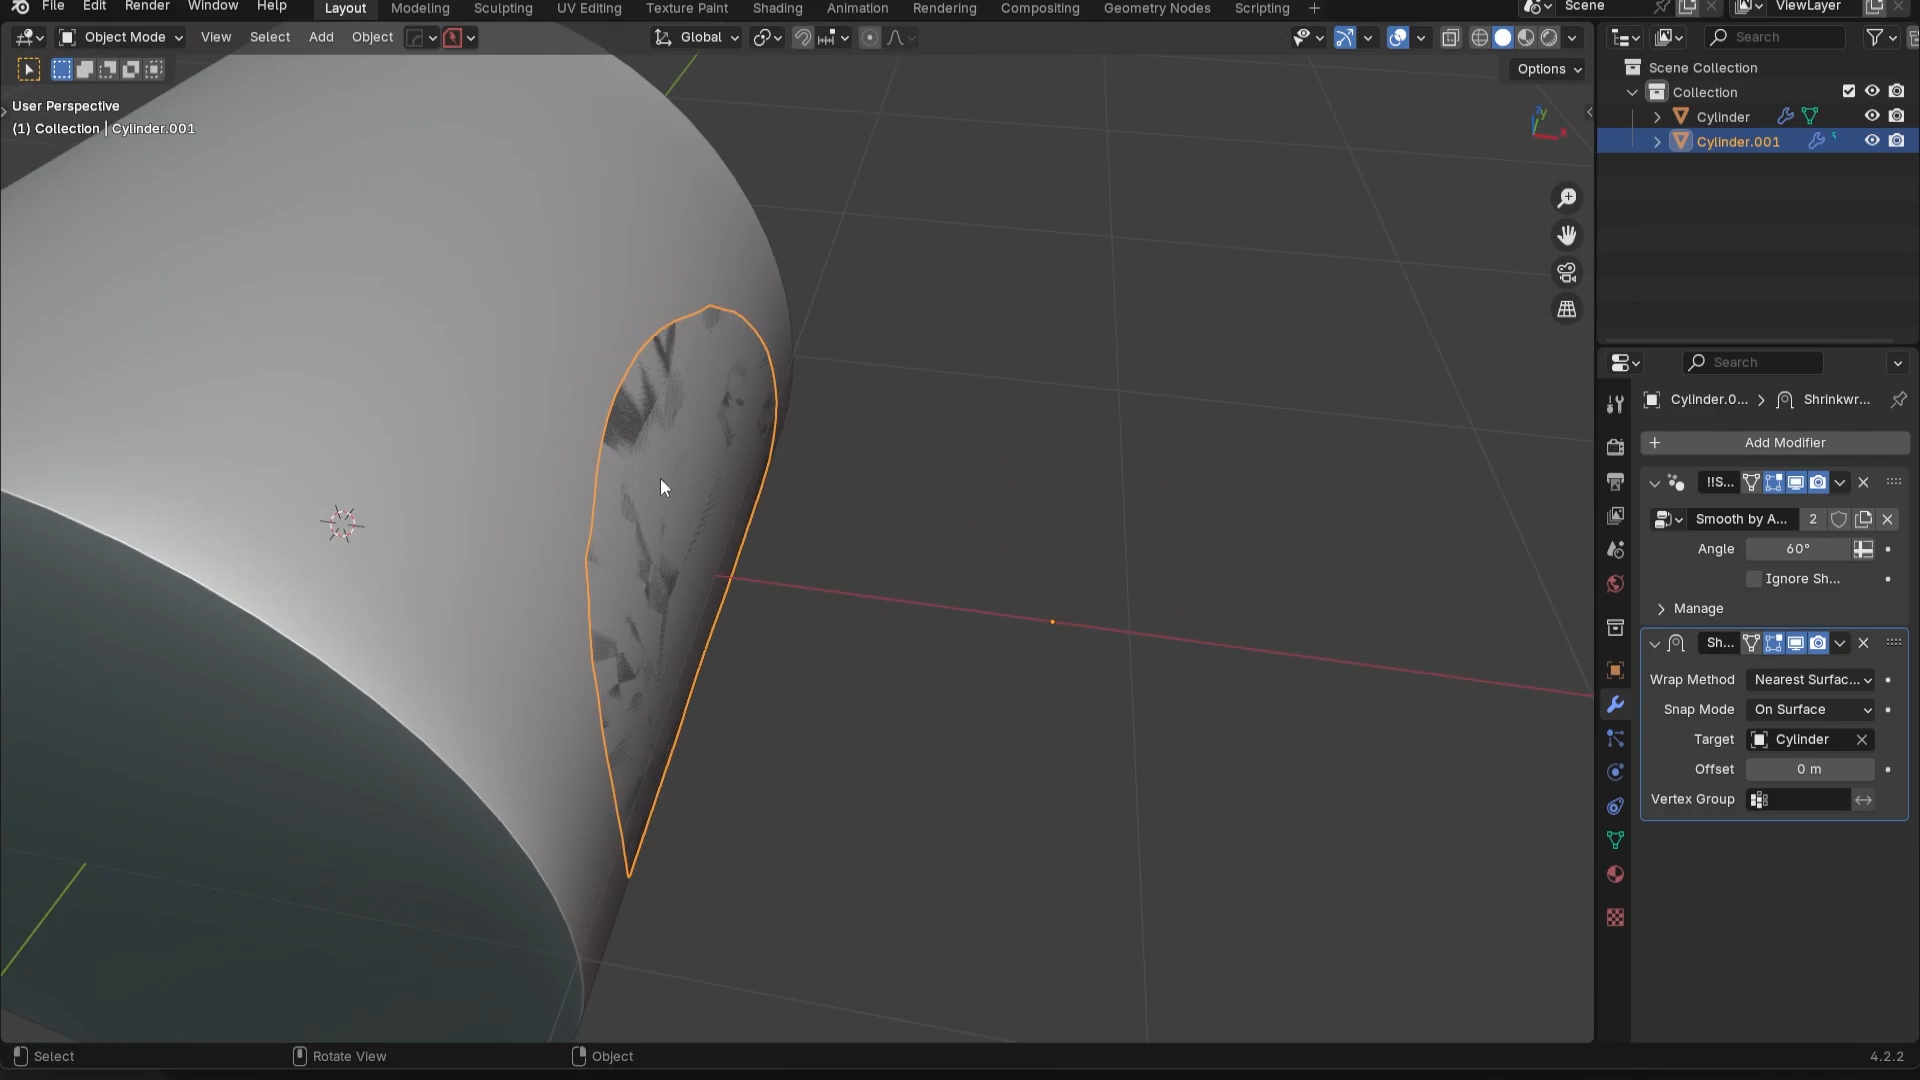 File Edit Render Window Help Layout Modeling Sculpting UV Editing Texture Paint Shading Animation Rendering Compositing Geometry Nodes Scripting + Scene ViewLayer
Object Mode View Select Add Object Global Search
Options
User Perspective
(1) Collection | Cylinder.001
Scene Collection
Collection
Cylinder
Cylinder.001
Search
Cylinder.0... > Shrinkwr...
+ Add Modifier
!!S...
Smooth by A... 2
Angle 60°
Ignore Sh...
Manage
Sh...
Wrap Method Nearest Surfac...
Snap Mode On Surface
Target Cylinder
Offset 0 m
Vertex Group
Select Rotate View Object 4.2.2